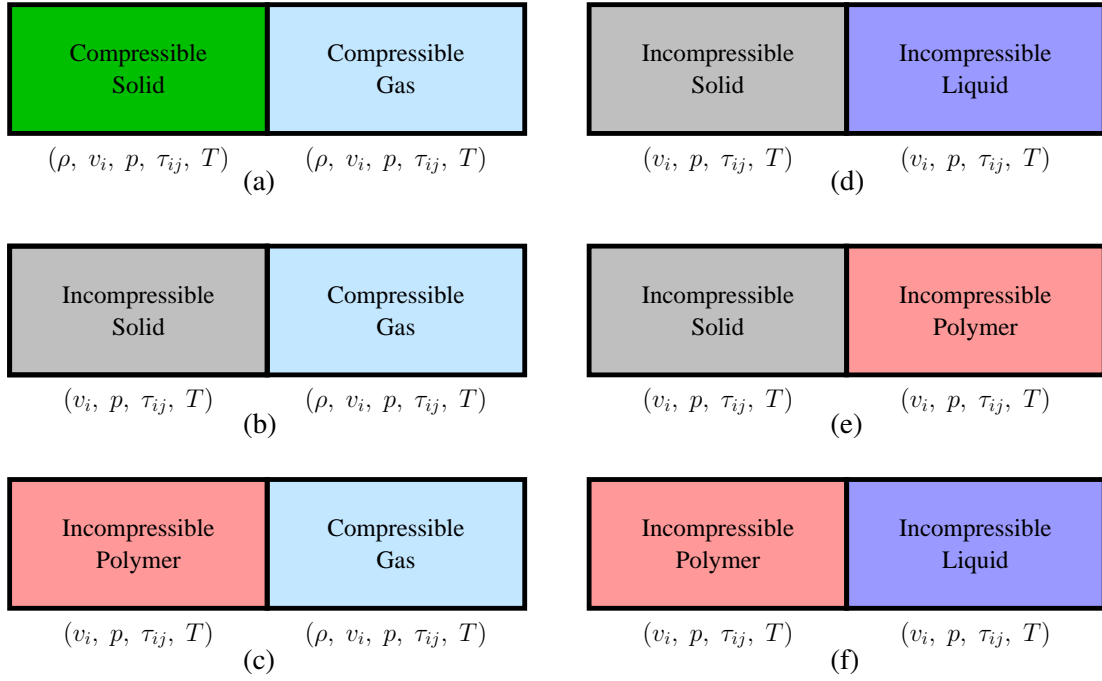 Compressible
Solid
Compressible
Gas
(ρ, v_i, p, τ_ij, T)
(ρ, v_i, p, τ_ij, T)
(a)
Incompressible
Solid
Compressible
Gas
(v_i, p, τ_ij, T)
(ρ, v_i, p, τ_ij, T)
(b)
Incompressible
Polymer
Compressible
Gas
(v_i, p, τ_ij, T)
(ρ, v_i, p, τ_ij, T)
(c)
Incompressible
Solid
Incompressible
Liquid
(v_i, p, τ_ij, T)
(v_i, p, τ_ij, T)
(d)
Incompressible
Solid
Incompressible
Polymer
(v_i, p, τ_ij, T)
(v_i, p, τ_ij, T)
(e)
Incompressible
Polymer
Incompressible
Liquid
(v_i, p, τ_ij, T)
(v_i, p, τ_ij, T)
(f)